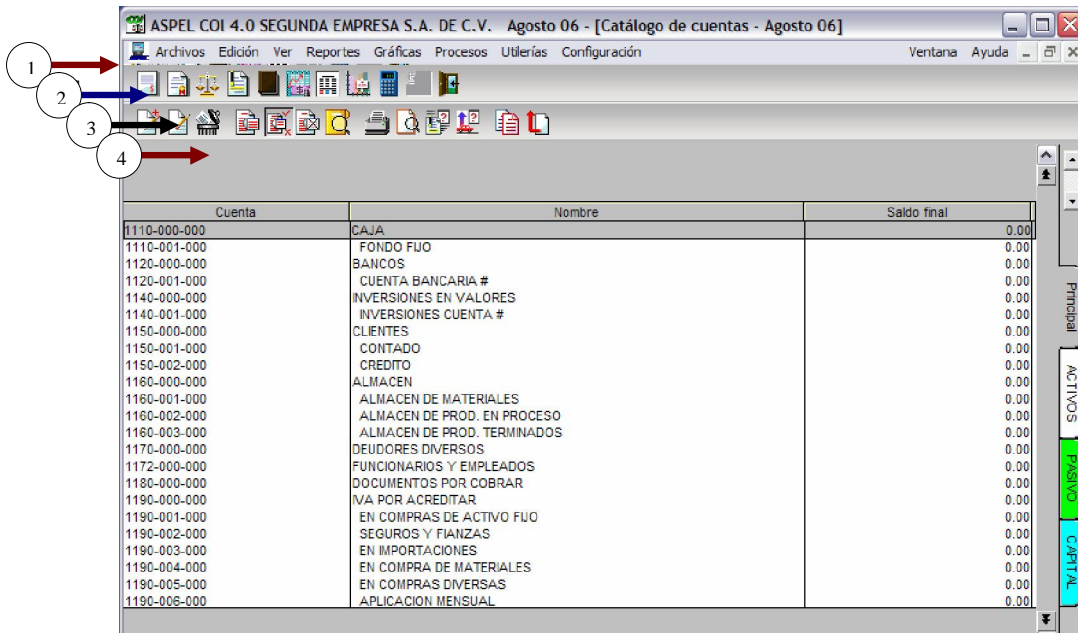 ASPEL COI 4.0 SEGUNDA EMPRESA S.A. DE C.V. Agosto 06 - [Catálogo de cuentas - Agosto 06]
Archivos Edición Ver Reportes Gráficas Procesos Utilerías Configuración Ventana Ayuda
1
2
3
4
Cuenta Nombre Saldo final
1110-000-000 CAJA 0.00
1110-001-000 FONDO FIJO 0.00
1120-000-000 BANCOS 0.00
1120-001-000 CUENTA BANCARIA # 0.00
1140-000-000 INVERSIONES EN VALORES 0.00
1140-001-000 INVERSIONES CUENTA # 0.00
1150-000-000 CLIENTES 0.00
1150-001-000 CONTADO 0.00
1150-002-000 CREDITO 0.00
1160-000-000 ALMACEN 0.00
1160-001-000 ALMACEN DE MATERIALES 0.00
1160-002-000 ALMACEN DE PROD. EN PROCESO 0.00
1160-003-000 ALMACEN DE PROD. TERMINADOS 0.00
1170-000-000 DEUDORES DIVERSOS 0.00
1172-000-000 FUNCIONARIOS Y EMPLEADOS 0.00
1180-000-000 DOCUMENTOS POR COBRAR 0.00
1190-000-000 IVA POR ACREDITAR 0.00
1190-001-000 EN COMPRAS DE ACTIVO FIJO 0.00
1190-002-000 SEGUROS Y FIANZAS 0.00
1190-003-000 EN IMPORTACIONES 0.00
1190-004-000 EN COMPRA DE MATERIALES 0.00
1190-005-000 EN COMPRAS DIVERSAS 0.00
1190-006-000 APLICACION MENSUAL 0.00
Principal
ACTIVOS
PASIVO
CAPITAL